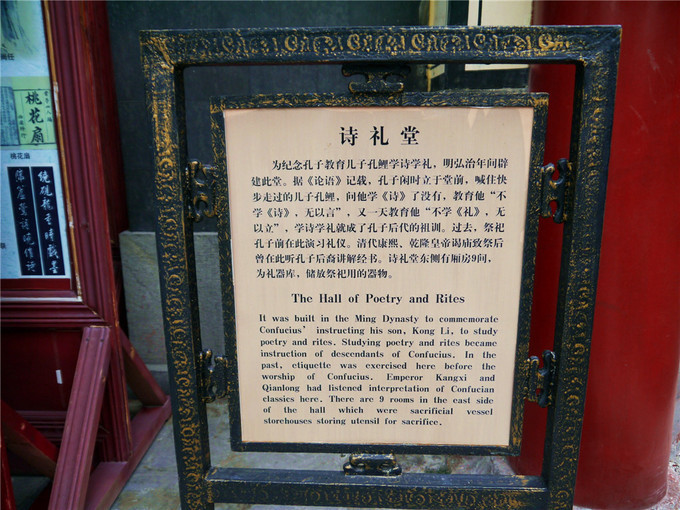 诗礼堂
为纪念孔子教育儿子孔鲤学诗学礼，明弘治年间辟
建此堂。据《论语》记载，孔子闲时立于堂前，喊住快
步走过的儿子孔鲤，问他学《诗》了没有，教育他“不
学《诗》，无以言”，又一天教育他“不学《礼》，无
以立”，学诗学礼就成了孔子后代的祖训。过去，祭祀
孔子前在此演习礼仪。清代康熙，乾隆皇帝谒庙致祭后
曾在此听孔子后裔讲解经书。诗礼堂东侧有厢房9间，
为礼器库，储放祭祀用的器物。
The Hall of Poetry and Rites
It was built in the Ming Dynasty to commemorate
Confucius’ instructing his son, Kong Li, to study
poetry and rites. Studying poetry and rites became
instruction of descendants of Confucius. In the
past, etiquette was exercised here before the
worship of Confucius. Emperor Kangxi and
Qianlong had listened interpretation of Confucian
classics here. There are 9 rooms in the east side
of the hall which were sacrificial vessel
storehouses storing utensil for sacrifice.
桃花扇
桃花扇